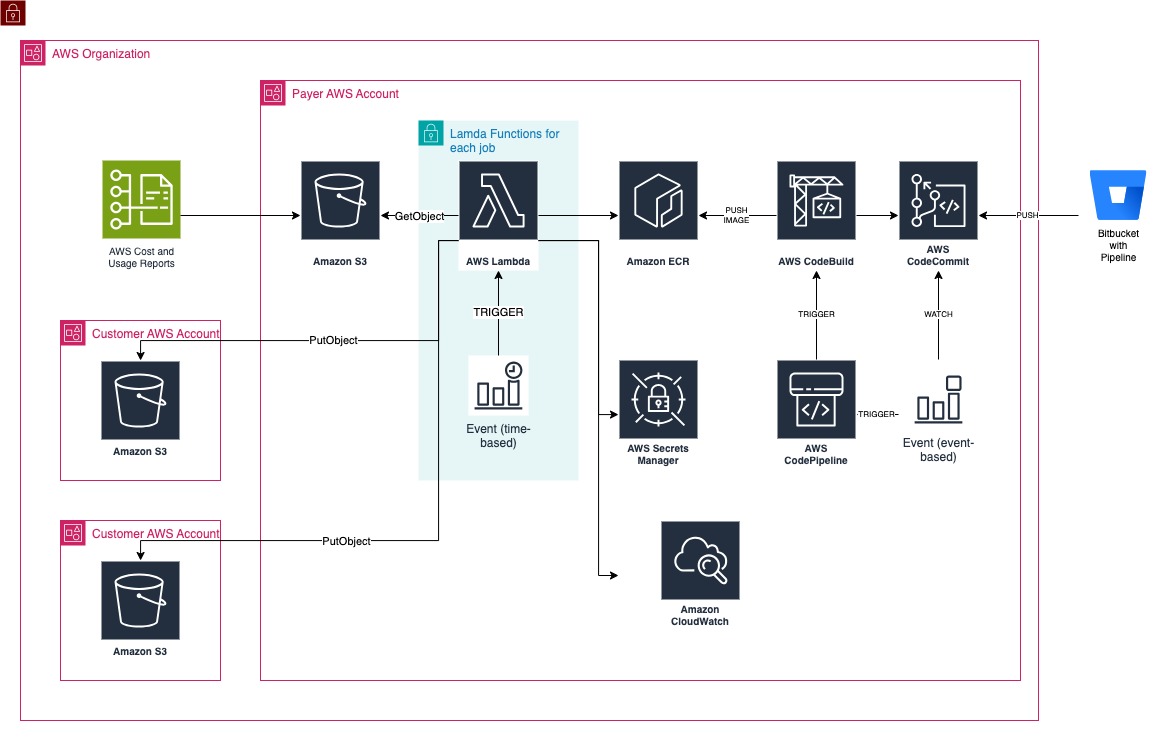 AWS Organization
Payer AWS Account
Lamda Functions for
each job
AWS Cost and
Usage Reports
Amazon S3
GetObject
AWS Lambda
Amazon ECR
PUSH
IMAGE
AWS CodeBuild
AWS
CodeCommit
PUSH
Bitbucket
with
Pipeline
TRIGGER
TRIGGER
WATCH
Customer AWS Account
PutObject
Amazon S3
Event (time-
based)
AWS Secrets
Manager
AWS
CodePipeline
TRIGGER
Event (event-
based)
Customer AWS Account
PutObject
Amazon S3
Amazon
CloudWatch